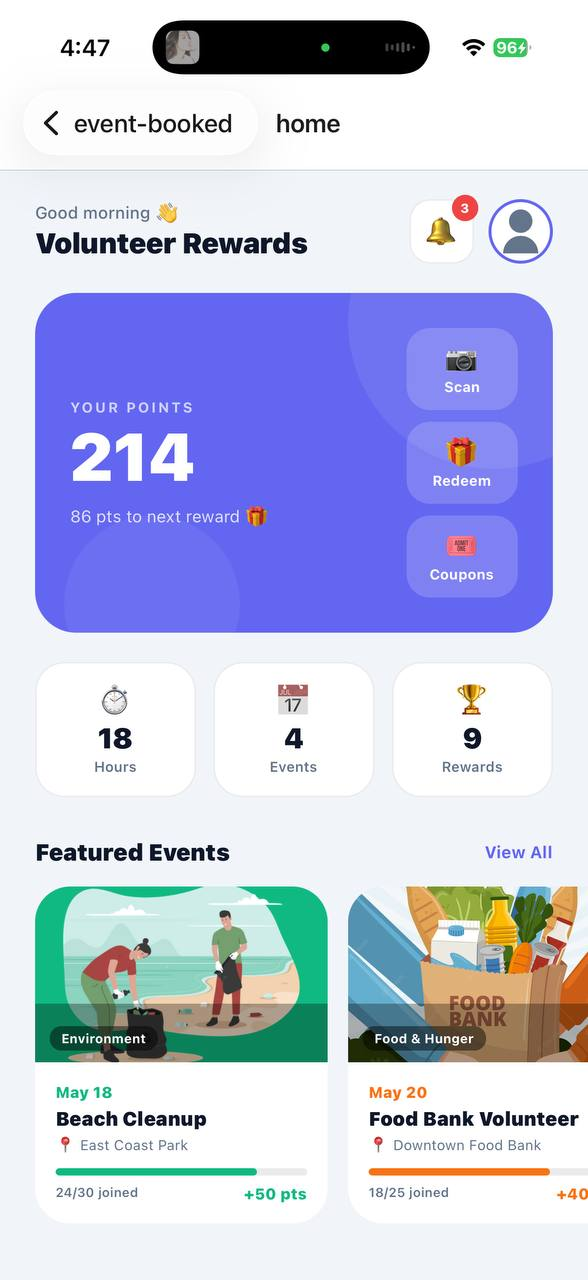 4:47
96
event-booked
home
Good morning 👋
Volunteer Rewards
3
YOUR POINTS
214
86 pts to next reward 🎁
Scan
Redeem
ADMIT
ONE
Coupons
JUL
17
18
Hours
4
Events
9
Rewards
Featured Events
View All
Environment
May 18
Beach Cleanup
📍 East Coast Park
24/30 joined
+50 pts
FOOD
BANK
Food & Hunger
May 20
Food Bank Volunteer
📍 Downtown Food Bank
18/25 joined
+40